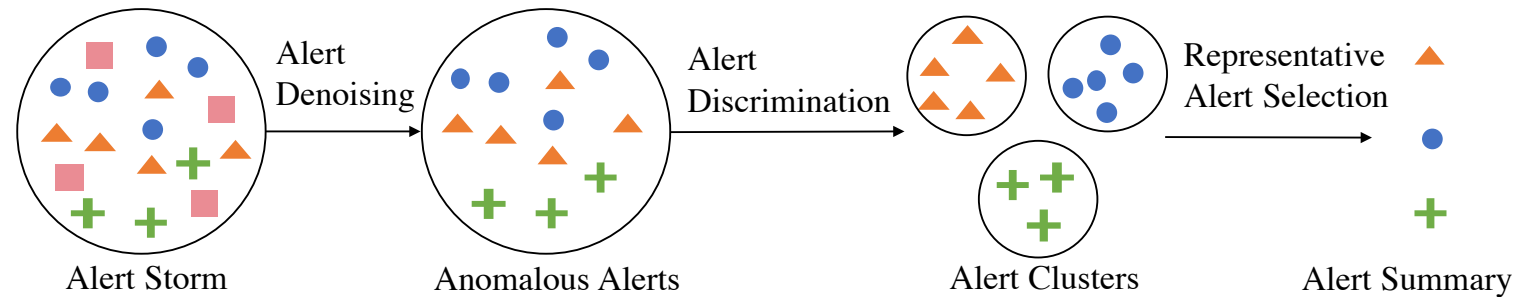 Alert
Denoising
Alert
Discrimination
Representative
Alert Selection
Alert Storm
Anomalous Alerts
Alert Clusters
Alert Summary